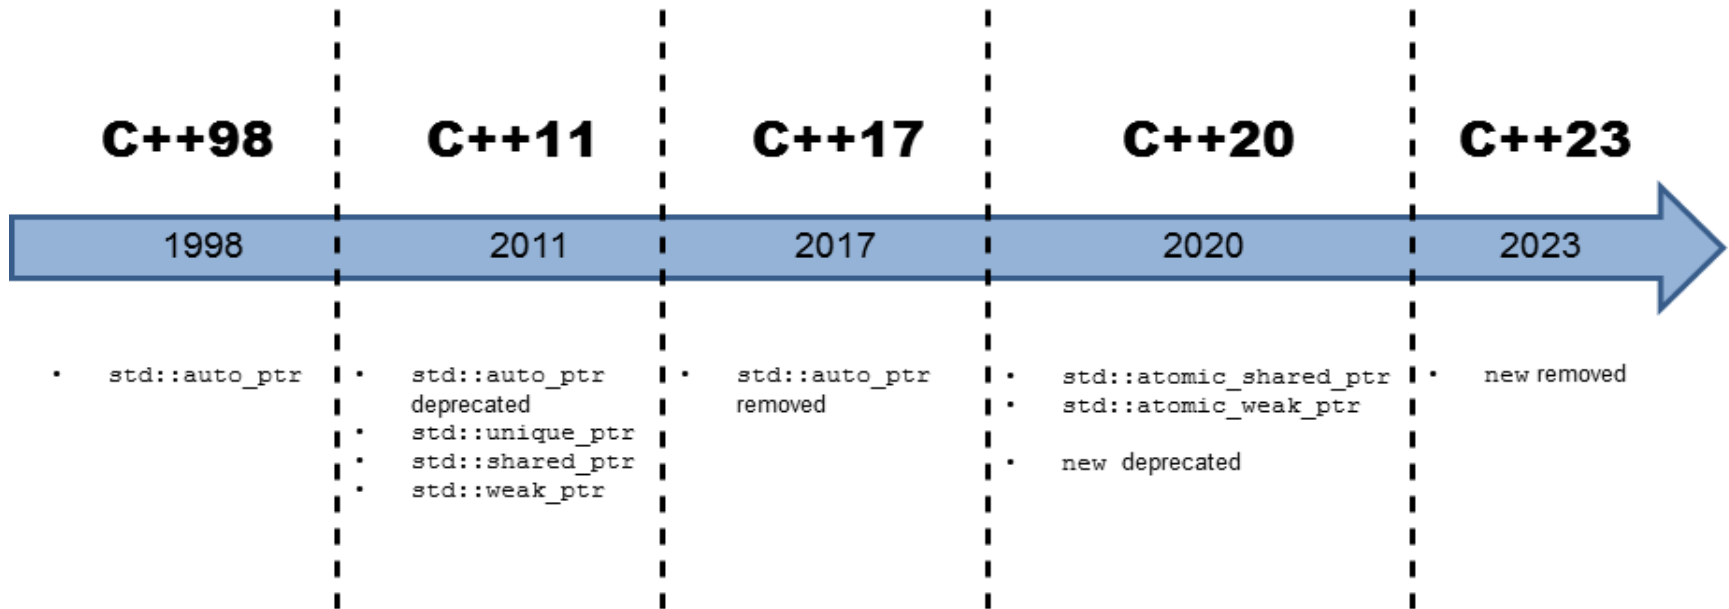 C++98
C++11
C++17
C++20
C++23
1998
2011
2017
2020
2023
• std::auto_ptr
• std::auto_ptr
deprecated
• std::unique_ptr
• std::shared_ptr
• std::weak_ptr
• std::auto_ptr
removed
• std::atomic_shared_ptr
• std::atomic_weak_ptr
• new deprecated
• new removed